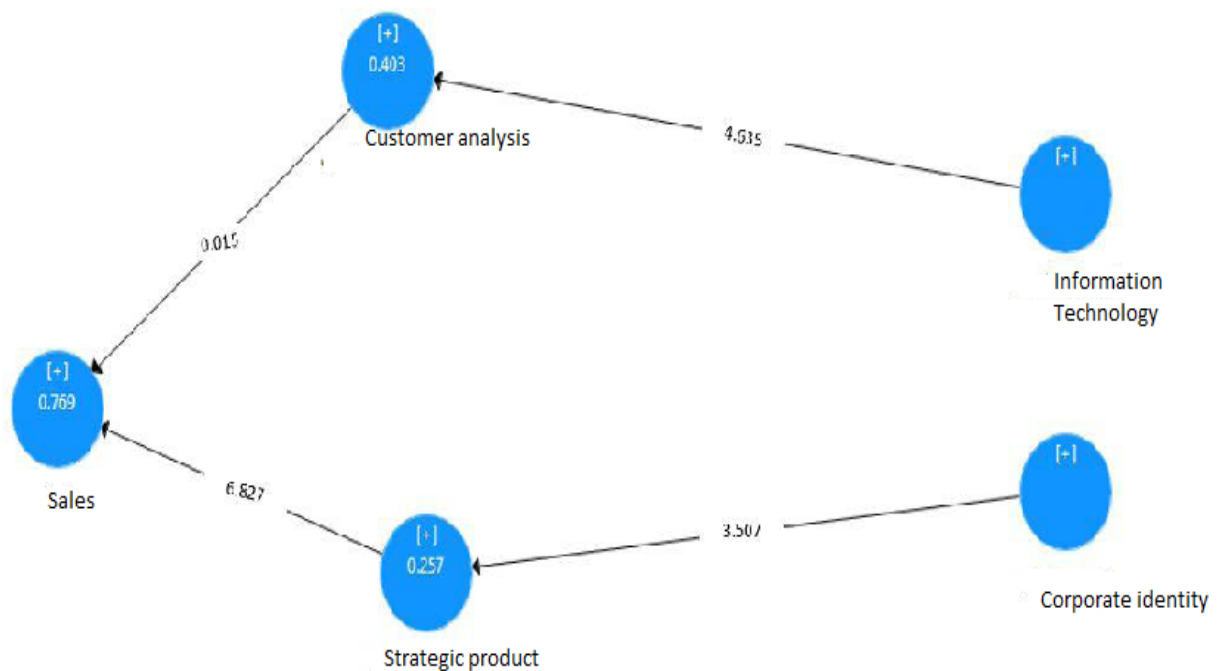 [+]
0.403
Customer analysis
4.635
[+]
Information
Technology
0.015
[+]
0.769
Sales
6.827
[+]
0.257
Strategic product
3.507
[+]
Corporate identity